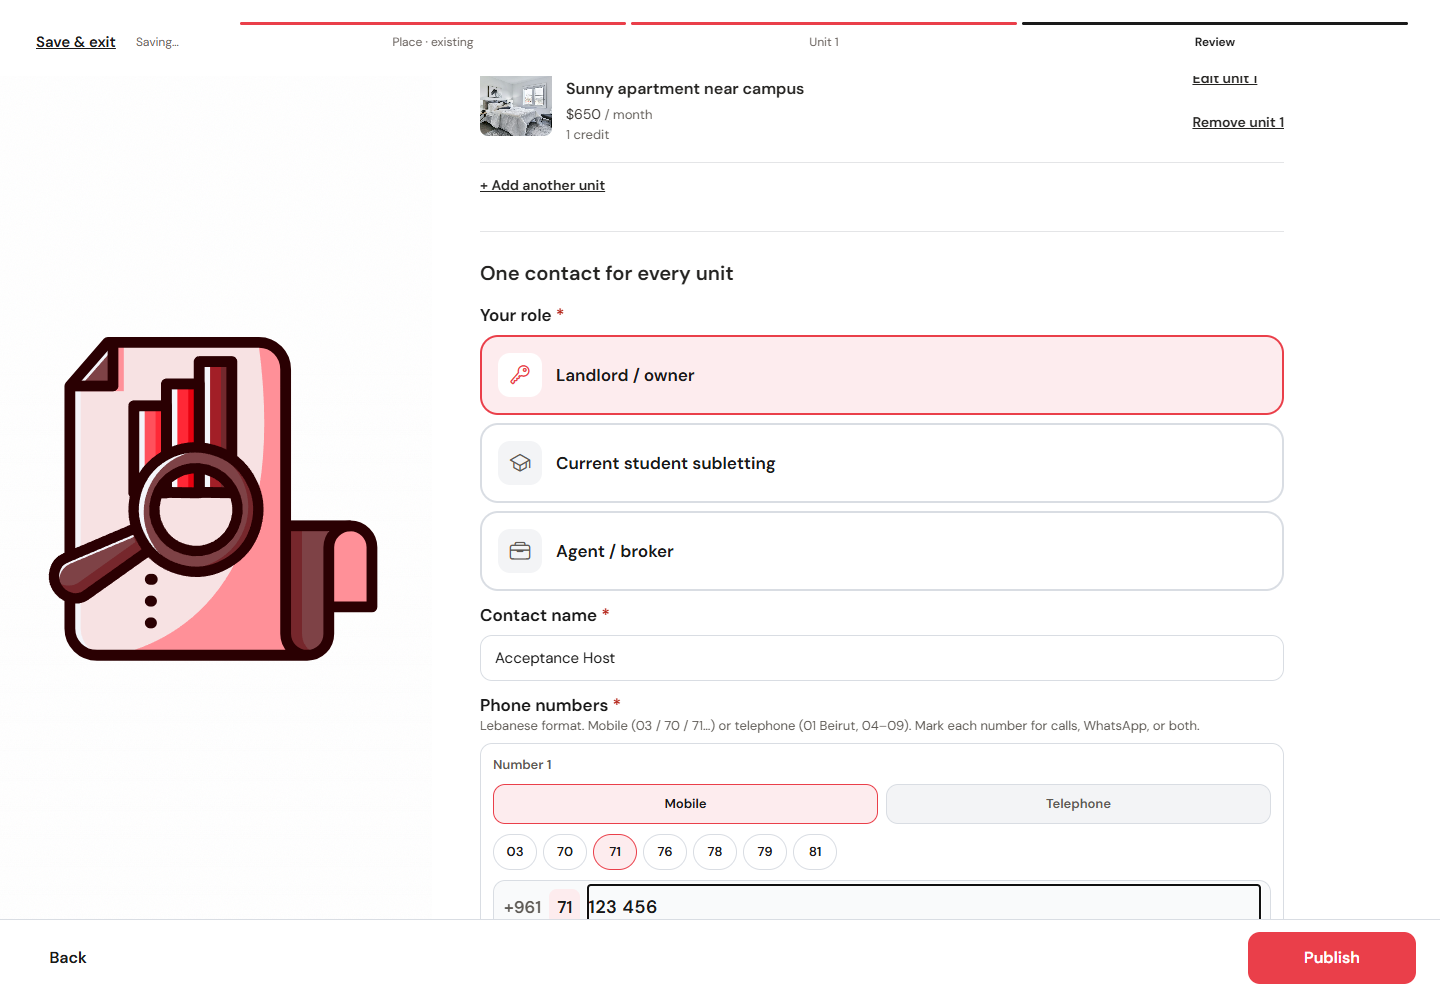 Save & exit
Saving...
Place · existing
Unit 1
Review
Sunny apartment near campus
$650 / month
1 credit
Edit unit 1
Remove unit 1
+ Add another unit
One contact for every unit
Your role *
Landlord / owner
Current student subletting
Agent / broker
Contact name *
Acceptance Host
Phone numbers *
Lebanese format. Mobile (03 / 70 / 71…) or telephone (01 Beirut, 04–09). Mark each number for calls, WhatsApp, or both.
Number 1
Mobile
Telephone
03
70
71
76
78
79
81
+961 71 123 456
Back
Publish